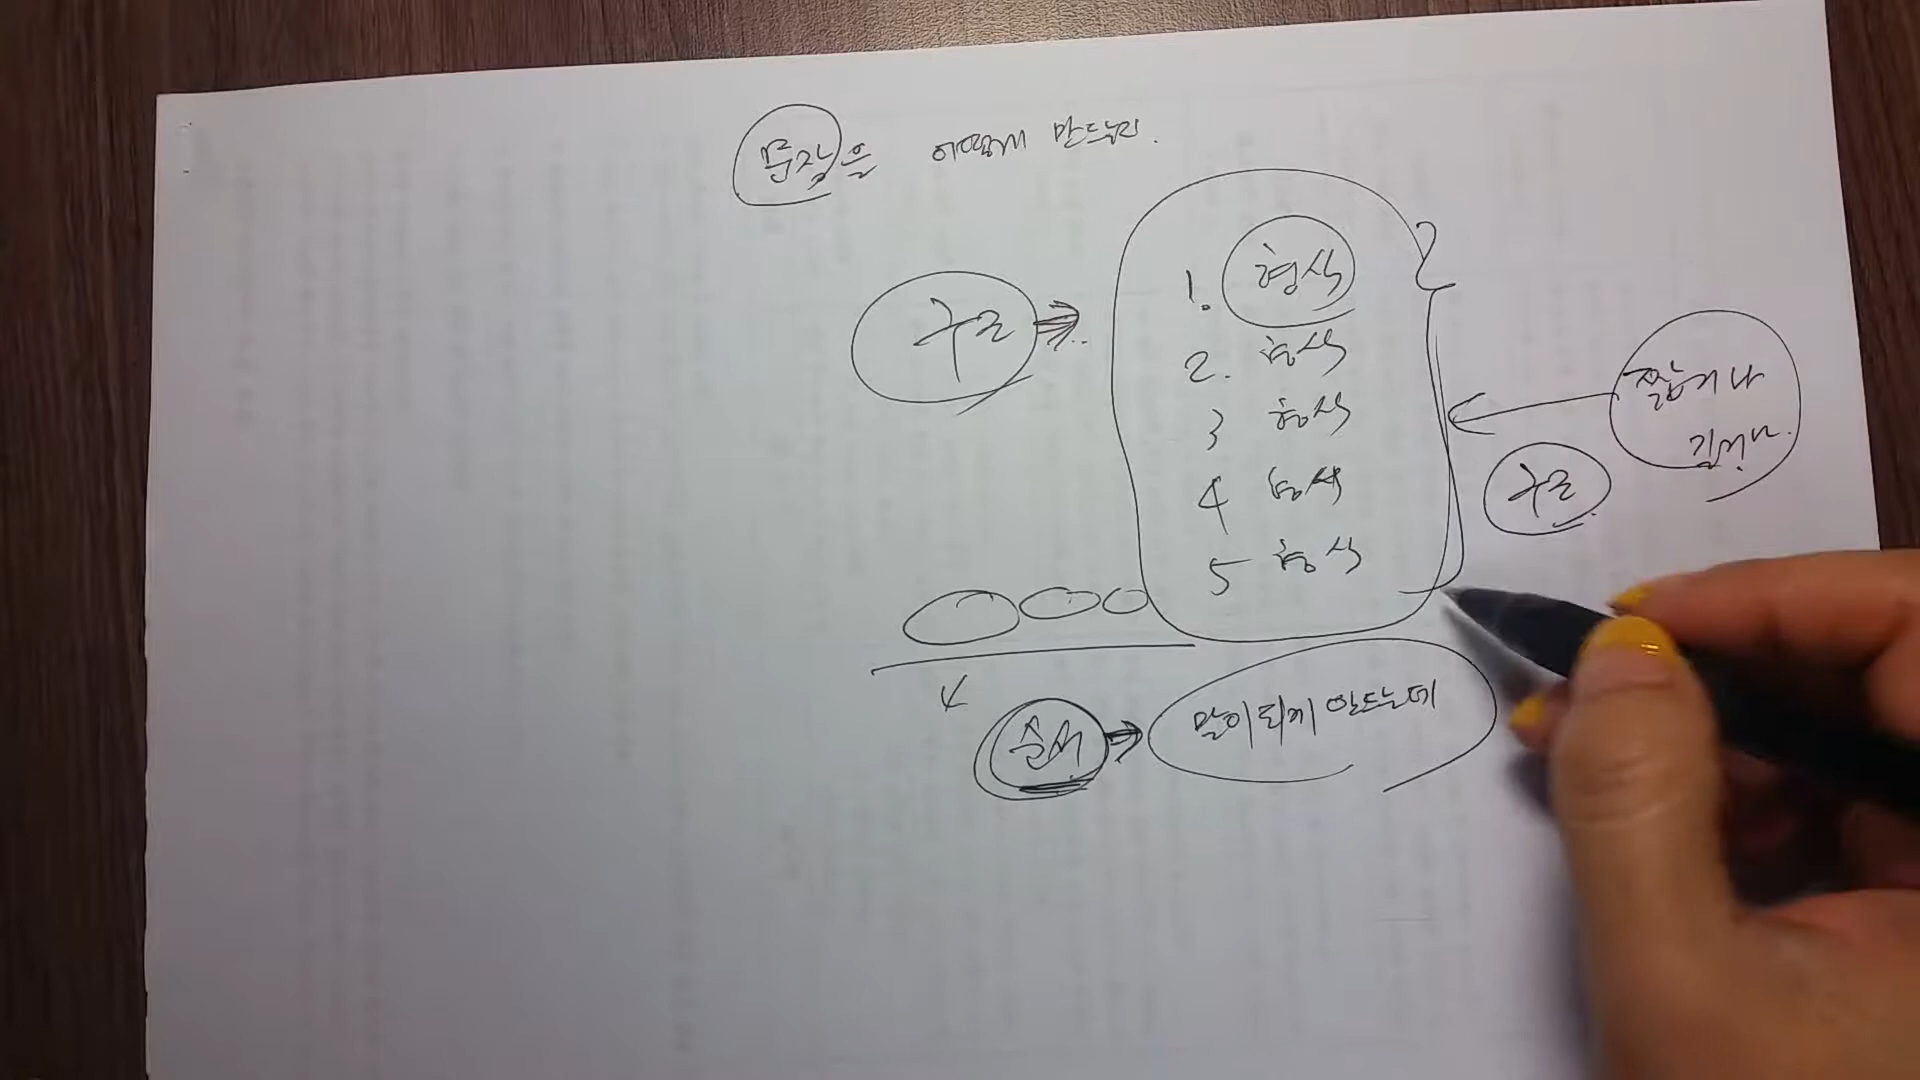 문장을 어떻게 만드는지.
구조
1. 형식
2. 형식
3 형식
4 형식
5 형식
짧거나
길거나.
구조
순서
말이 되게 만드는데